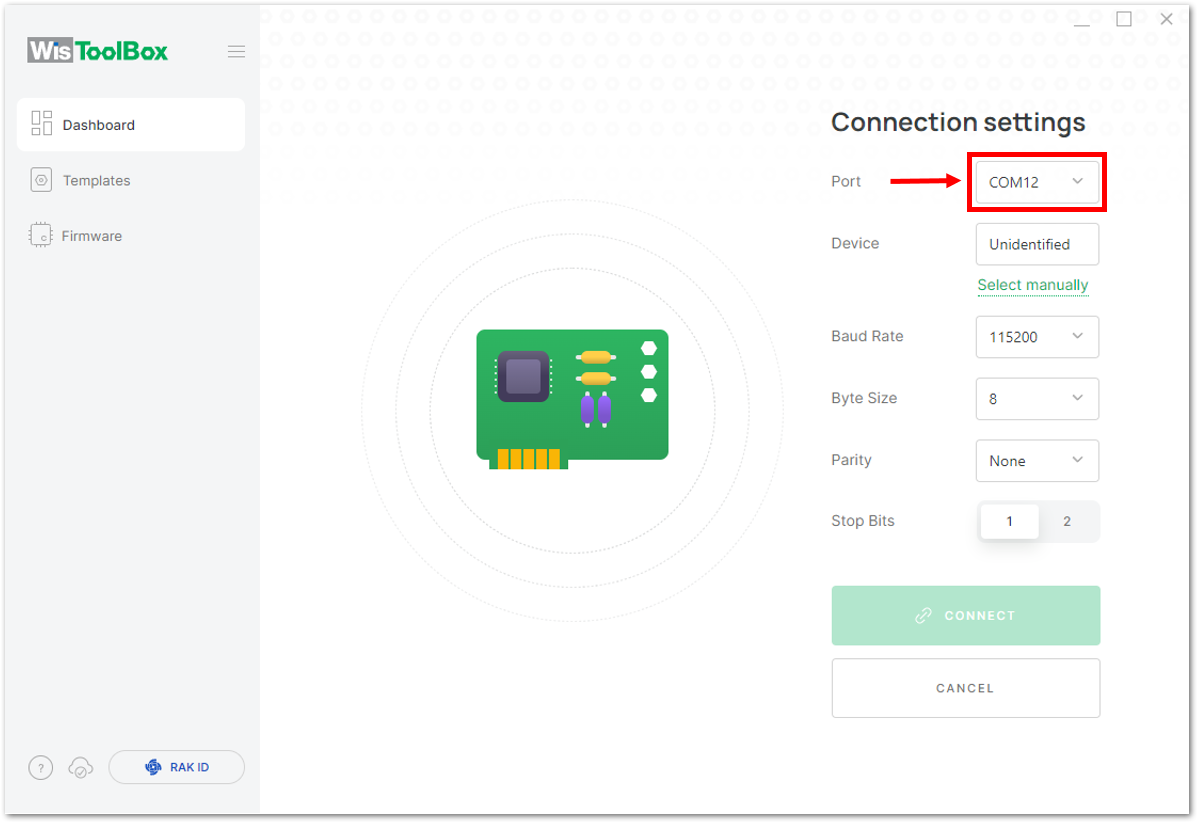 WisToolBox
Dashboard
Templates
Firmware
? RAK ID
Connection settings
Port COM12
Device Unidentified
Select manually
Baud Rate 115200
Byte Size 8
Parity None
Stop Bits 1 2
CONNECT
CANCEL